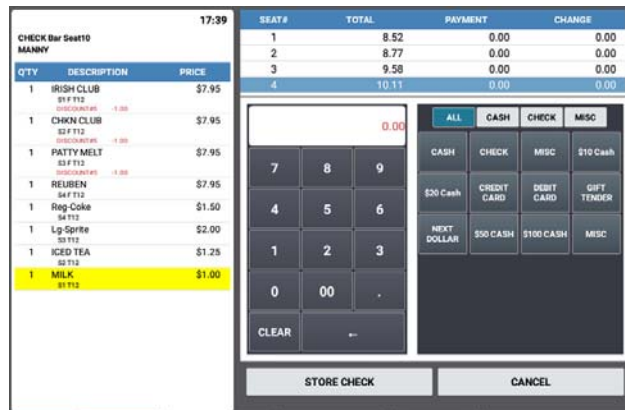 17:39
CHECK Bar Seat10
MANNY
Q'TY DESCRIPTION PRICE
1 IRISH CLUB $7.95
S1 F T12
DISCOUNT#5 -1.00
1 CHKN CLUB $7.95
S2 F T12
DISCOUNT#5 -1.00
1 PATTY MELT $7.95
S3 F T12
DISCOUNT#5 -1.00
1 REUBEN $7.95
S4 F T12
1 Reg-Coke $1.50
S4 T12
1 Lg-Sprite $2.00
S3 T12
1 ICED TEA $1.25
S2 T12
1 MILK $1.00
S1 T12
SEAT# TOTAL PAYMENT CHANGE
1 8.52 0.00 0.00
2 8.77 0.00 0.00
3 9.58 0.00 0.00
4 10.11 0.00 0.00
0.00
7 8 9
4 5 6
1 2 3
0 00 .
CLEAR ←
ALL CASH CHECK MISC
CASH CHECK MISC $10 Cash
$20 Cash CREDIT CARD DEBIT CARD GIFT TENDER
NEXT DOLLAR $50 CASH $100 CASH MISC
STORE CHECK CANCEL